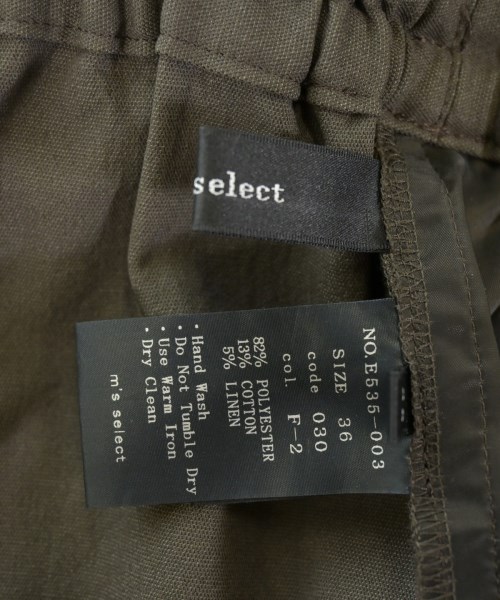 select
NO.E535-003
SIZE 36
code 030
col. F-2
82% POLYESTER
13% COTTON
5% LINEN
・Hand Wash
・Do Not Tumble Dry
・Use Warm Iron
・Dry Clean
m's select